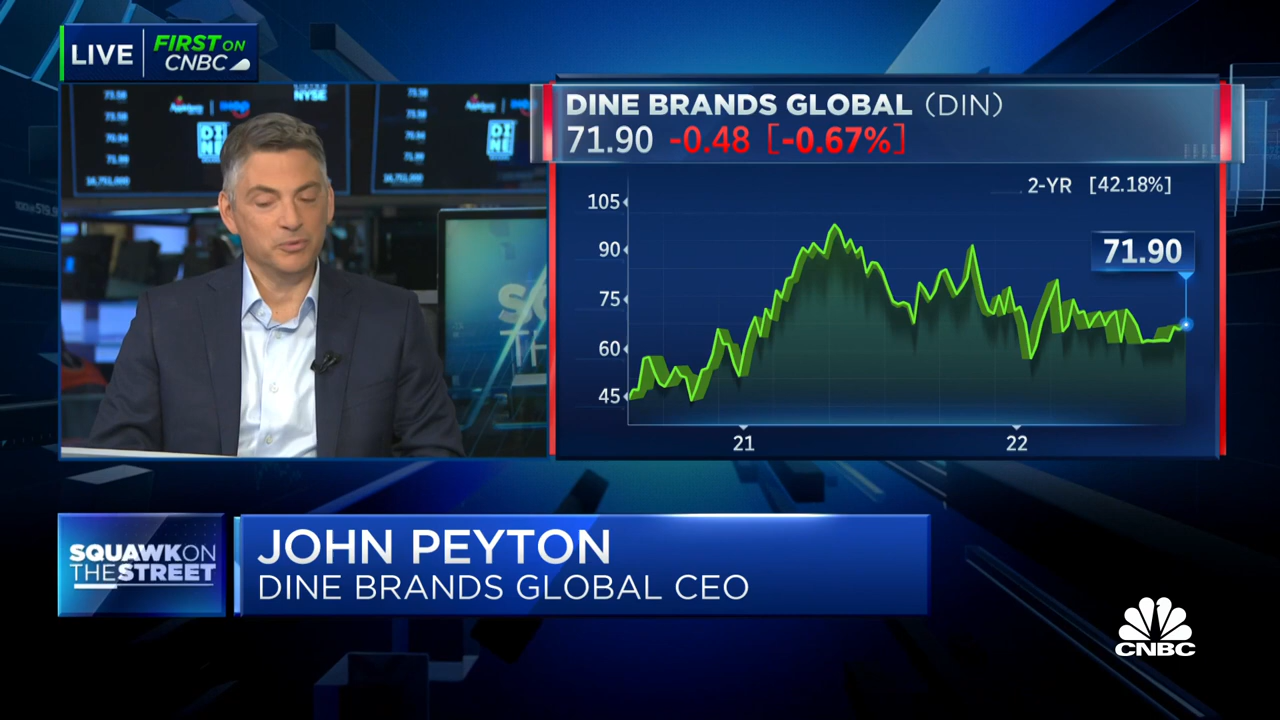 LIVE
FIRST ON
CNBC
NYSE
DINE
DINE BRANDS GLOBAL (DIN)
71.90 -0.48 [-0.67%]
2-YR [42.18%]
105
90
75
60
45
71.90
21
22
SQUAWK ON
THE STREET
JOHN PEYTON
DINE BRANDS GLOBAL CEO
CNBC